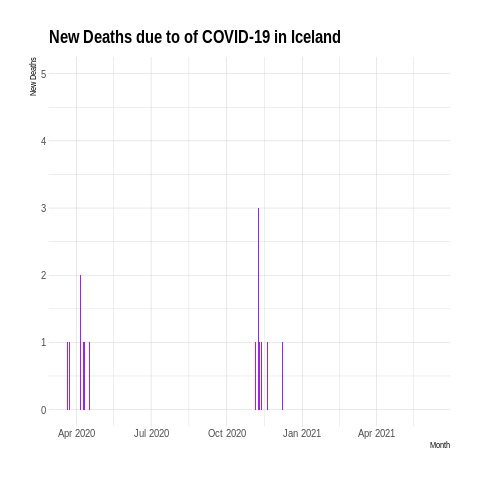 New Deaths due to of COVID-19 in Iceland
New Deaths
5
4
3
2
1
0
Apr 2020 Jul 2020 Oct 2020 Jan 2021 Apr 2021
Month